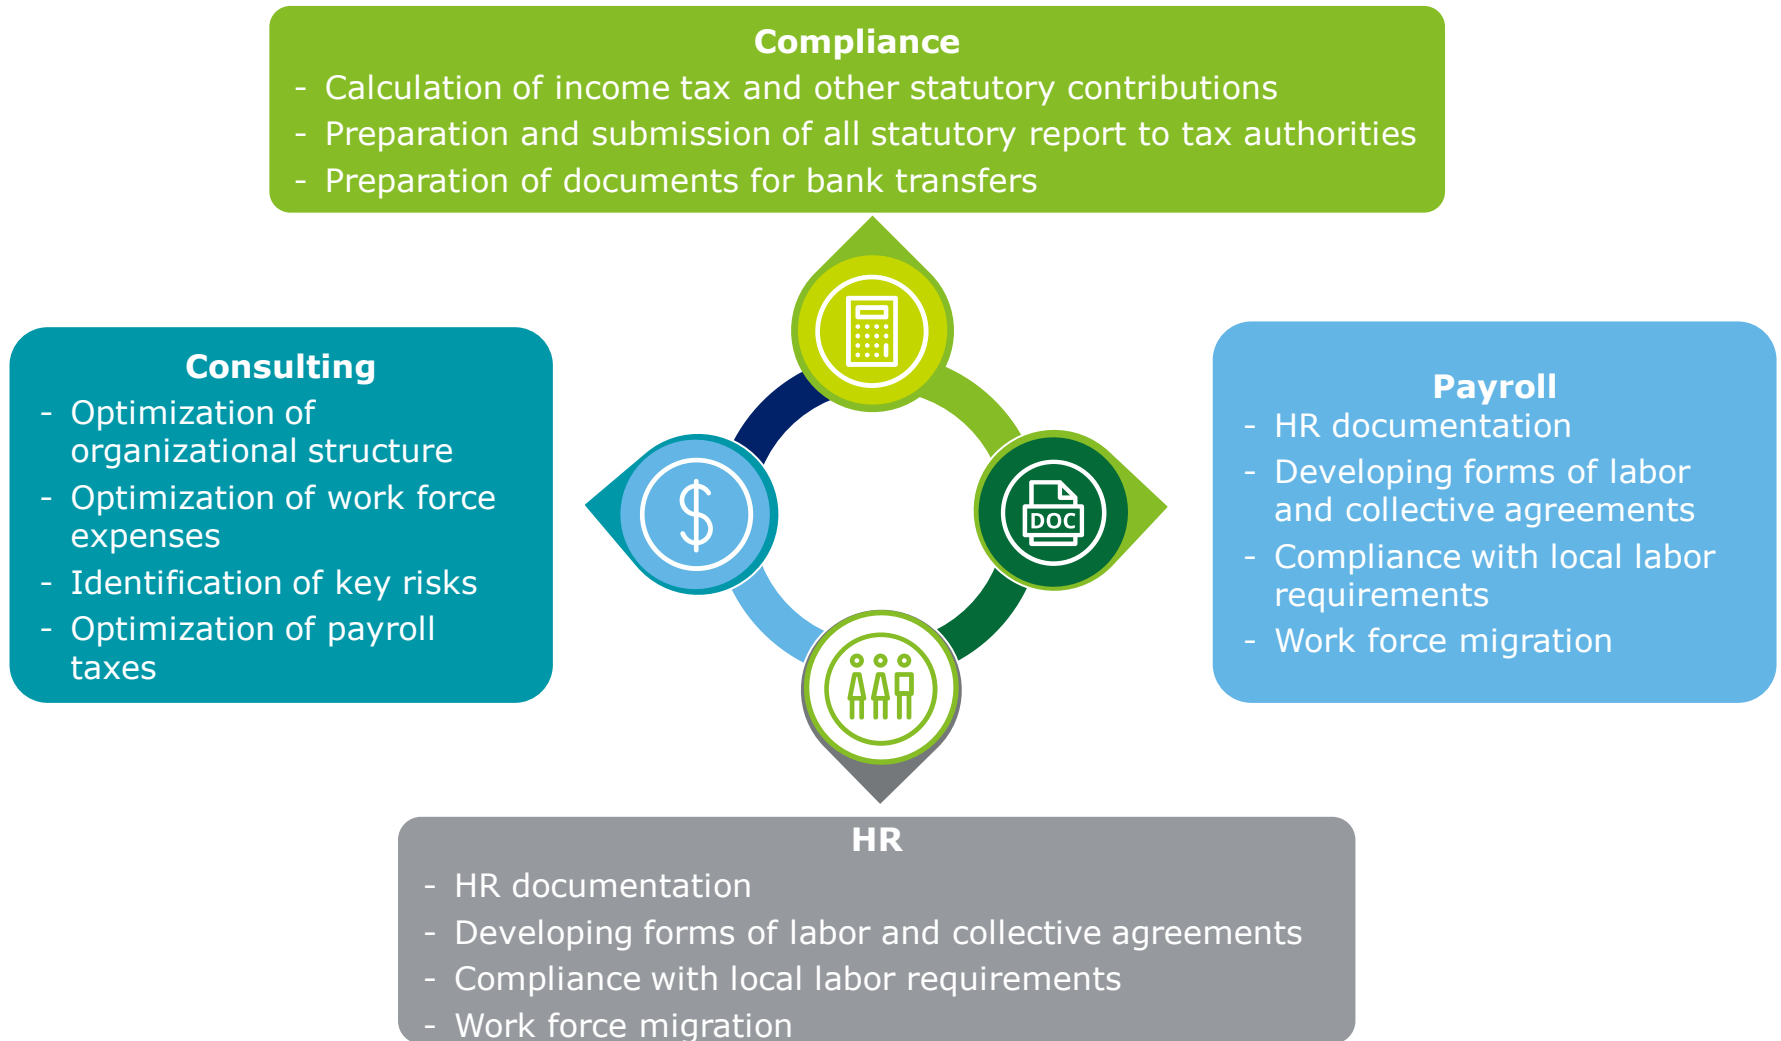 Compliance
- Calculation of income tax and other statutory contributions
- Preparation and submission of all statutory report to tax authorities
- Preparation of documents for bank transfers
Consulting
- Optimization of
organizational structure
- Optimization of work force
expenses
- Identification of key risks
- Optimization of payroll
taxes
DOC
Payroll
- HR documentation
- Developing forms of labor
and collective agreements
- Compliance with local labor
requirements
- Work force migration
HR
- HR documentation
- Developing forms of labor and collective agreements
- Compliance with local labor requirements
- Work force migration